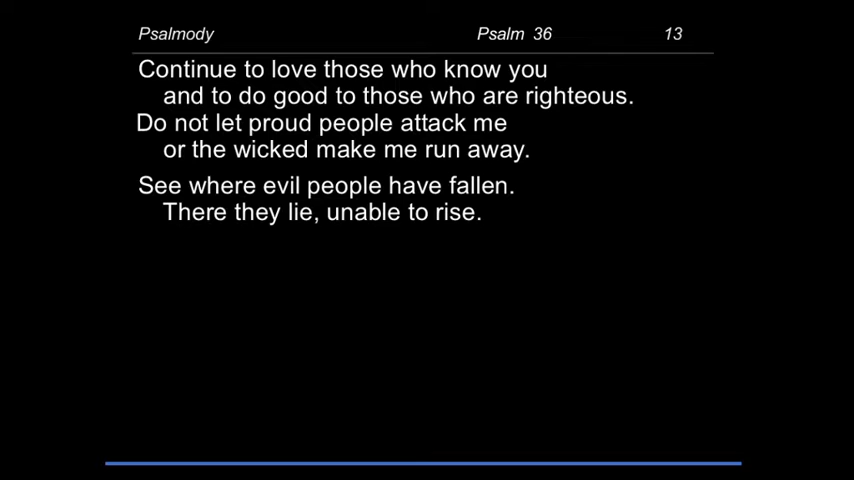 Psalmody Psalm 36 13
Continue to love those who know you
and to do good to those who are righteous.
Do not let proud people attack me
or the wicked make me run away.
See where evil people have fallen.
There they lie, unable to rise.